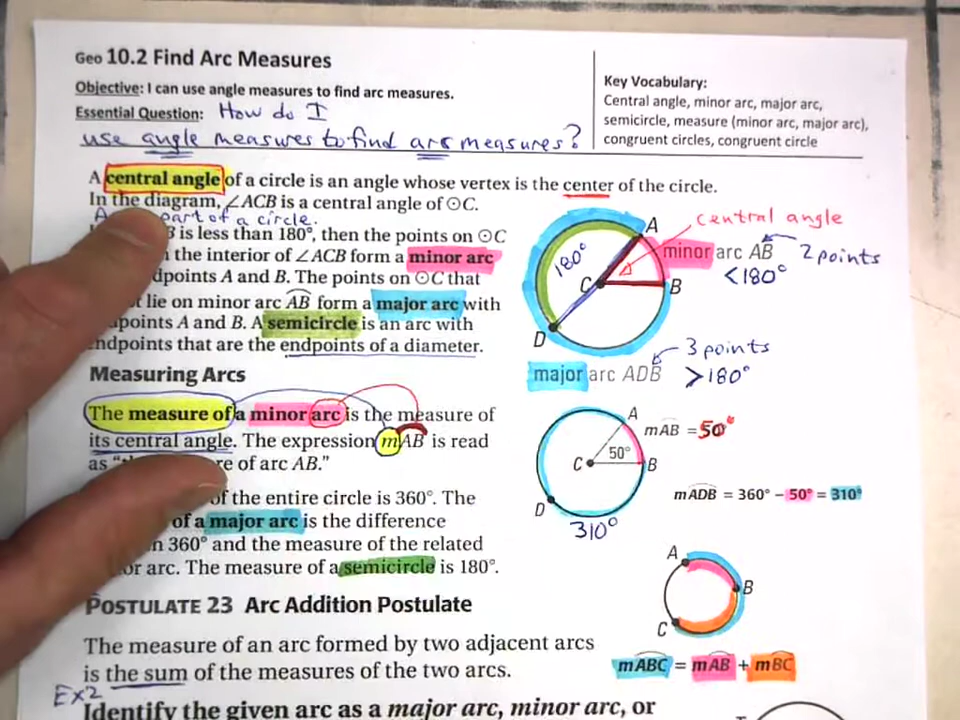 Geo 10.2 Find Arc Measures
Objective: I can use angle measures to find arc measures.
Essential Question: How do I
use angle measures to find arc measures?
Key Vocabulary:
Central angle, minor arc, major arc,
semicircle, measure (minor arc, major arc),
congruent circles, congruent circle
A central angle of a circle is an angle whose vertex is the center of the circle.
In the diagram, ∠ACB is a central angle of ⊙C.
part of a circle.
is less than 180°, then the points on ⊙C
the interior of ∠ACB form a minor arc
A and B. The points on ⊙C that
lie on minor arc AB form a major arc with
A and B. A semicircle is an arc with
that are the endpoints of a diameter.
A
central angle
180°
minor arc AB
2 points
<180°
C
B
D
3 points
major arc ADB
>180°
Measuring Arcs
The measure of a minor arc is the measure of
its central angle. The expression mAB is read
as of arc AB."
of the entire circle is 360°. The
of a major arc is the difference
360° and the measure of the related
arc. The measure of a semicircle is 180°.
A
mAB = 50°
50°
C
B
D
310°
mADB = 360° − 50° = 310°
A
B
C
mABC = mAB + mBC
POSTULATE 23 Arc Addition Postulate
The measure of an arc formed by two adjacent arcs
is the sum of the measures of the two arcs.
Ex 2
Identify the given arc as a major arc, minor arc, or
T